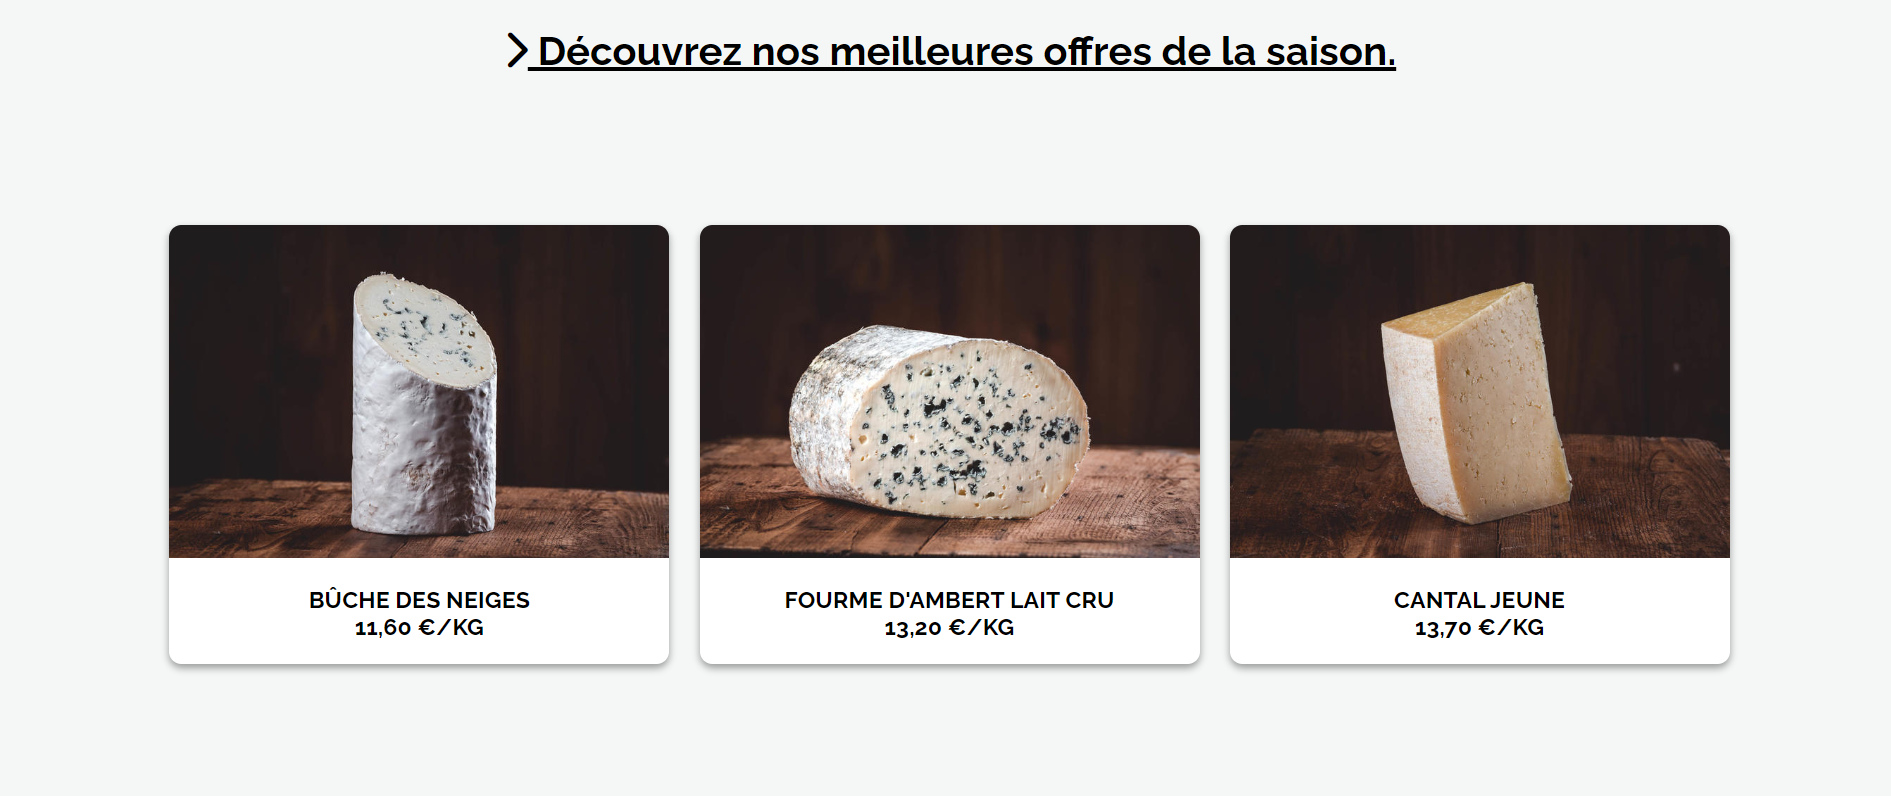 Découvrez nos meilleures offres de la saison.
BÛCHE DES NEIGES
11,60 €/KG
FOURME D'AMBERT LAIT CRU
13,20 €/KG
CANTAL JEUNE
13,70 €/KG